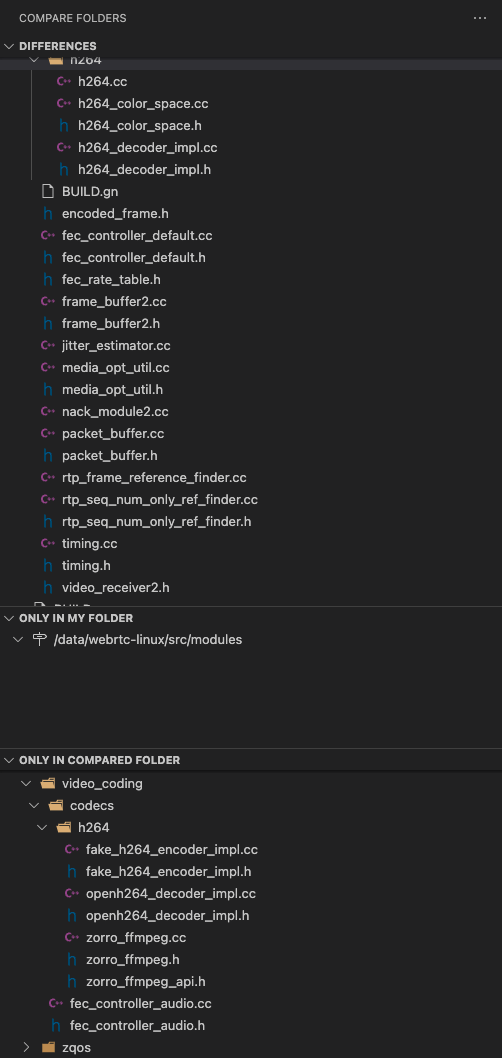 COMPARE FOLDERS
DIFFERENCES
h264
h264.cc
h264_color_space.cc
h264_color_space.h
h264_decoder_impl.cc
h264_decoder_impl.h
BUILD.gn
encoded_frame.h
fec_controller_default.cc
fec_controller_default.h
fec_rate_table.h
frame_buffer2.cc
frame_buffer2.h
jitter_estimator.cc
media_opt_util.cc
media_opt_util.h
nack_module2.cc
packet_buffer.cc
packet_buffer.h
rtp_frame_reference_finder.cc
rtp_seq_num_only_ref_finder.cc
rtp_seq_num_only_ref_finder.h
timing.cc
timing.h
video_receiver2.h
ONLY IN MY FOLDER
/data/webrtc-linux/src/modules
ONLY IN COMPARED FOLDER
video_coding
codecs
h264
fake_h264_encoder_impl.cc
fake_h264_encoder_impl.h
openh264_decoder_impl.cc
openh264_decoder_impl.h
zorro_ffmpeg.cc
zorro_ffmpeg.h
zorro_ffmpeg_api.h
fec_controller_audio.cc
fec_controller_audio.h
zqos